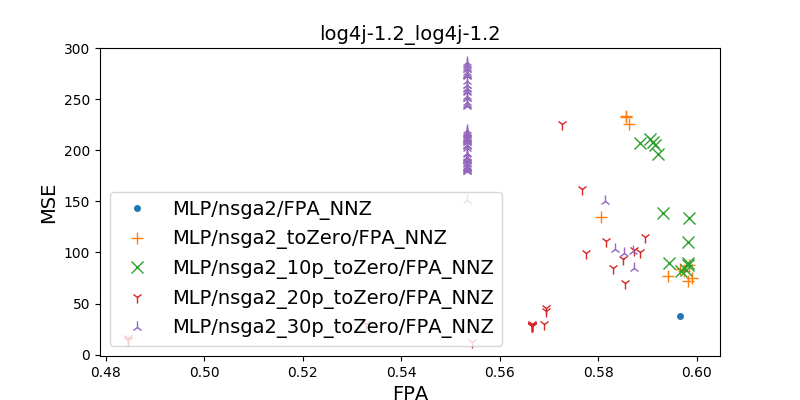 log4j-1.2_log4j-1.2
300
250
200
150
100
50
0
MSE
MLP/nsga2/FPA_NNZ
MLP/nsga2_toZero/FPA_NNZ
MLP/nsga2_10p_toZero/FPA_NNZ
MLP/nsga2_20p_toZero/FPA_NNZ
MLP/nsga2_30p_toZero/FPA_NNZ
0.48 0.50 0.52 0.54 0.56 0.58 0.60
FPA